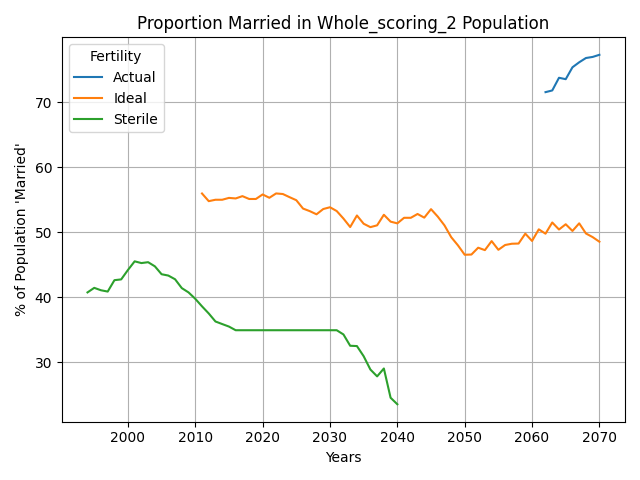 Proportion Married in Whole_scoring_2 Population
Fertility
Actual
Ideal
Sterile
% of Population 'Married'
70
60
50
40
30
2000 2010 2020 2030 2040 2050 2060 2070
Years